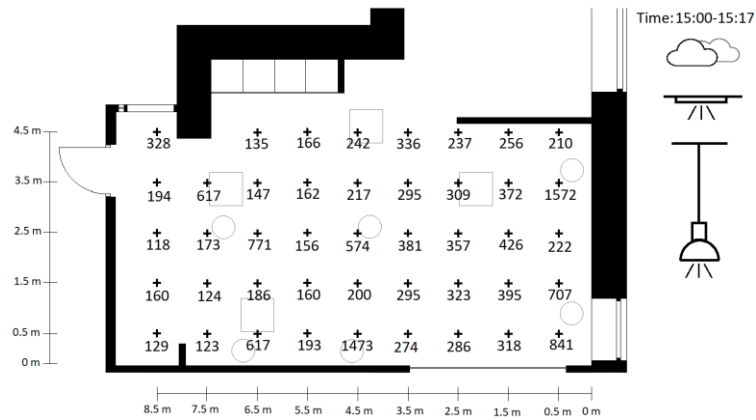 Time:15:00-15:17
4.5 m 328 135 166 242 336 237 256 210
3.5 m 194 617 147 162 217 295 309 372 1572
2.5 m 118 173 771 156 574 381 357 426 222
1.5 m 160 124 186 160 200 295 323 395 707
0.5 m 129 123 617 193 1473 274 286 318 841
0 m
8.5 m 7.5 m 6.5 m 5.5 m 4.5 m 3.5 m 2.5 m 1.5 m 0.5 m 0 m